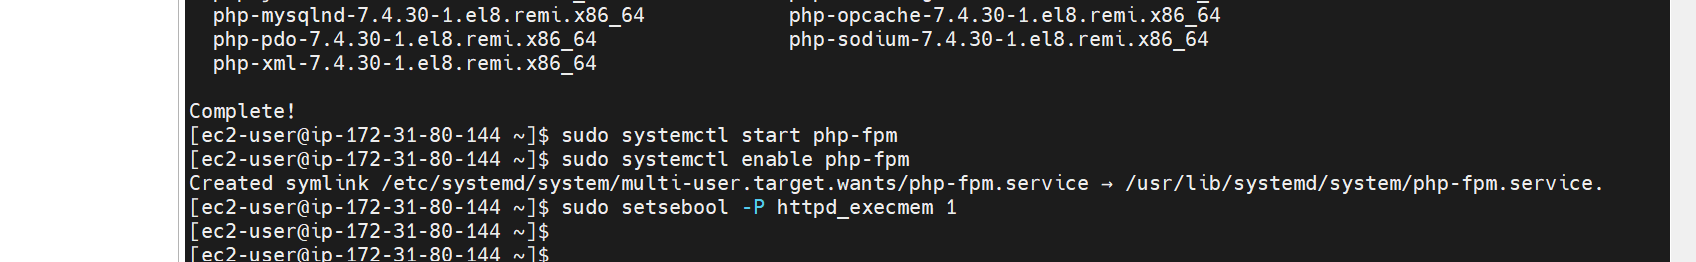 php-mysqlnd-7.4.30-1.el8.remi.x86_64 php-opcache-7.4.30-1.el8.remi.x86_64
php-pdo-7.4.30-1.el8.remi.x86_64 php-sodium-7.4.30-1.el8.remi.x86_64
php-xml-7.4.30-1.el8.remi.x86_64
Complete!
[ec2-user@ip-172-31-80-144 ~]$ sudo systemctl start php-fpm
[ec2-user@ip-172-31-80-144 ~]$ sudo systemctl enable php-fpm
Created symlink /etc/systemd/system/multi-user.target.wants/php-fpm.service → /usr/lib/systemd/system/php-fpm.service.
[ec2-user@ip-172-31-80-144 ~]$ sudo setsebool -P httpd_execmem 1
[ec2-user@ip-172-31-80-144 ~]$
[ec2-user@ip-172-31-80-144 ~]$